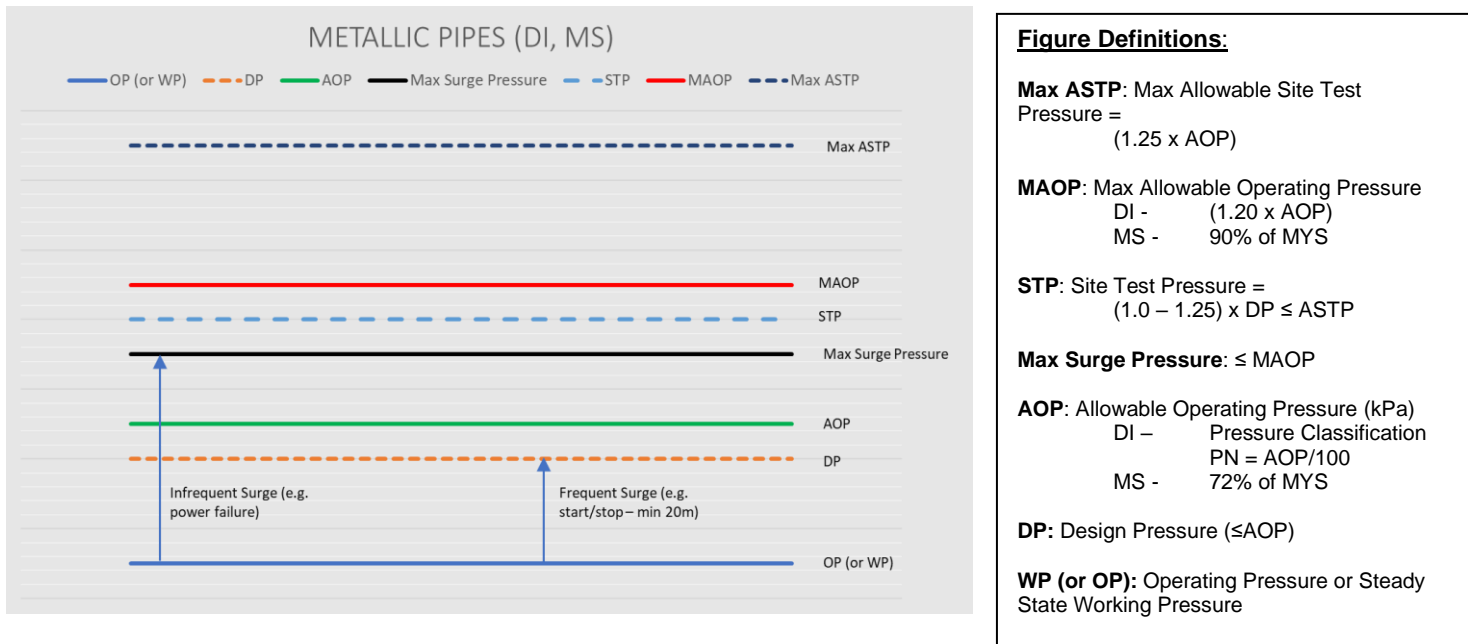 METALLIC PIPES (DI, MS)
OP (or WP) DP AOP Max Surge Pressure STP MAOP Max ASTP
Max ASTP
MAOP
STP
Max Surge Pressure
AOP
DP
Infrequent Surge (e.g.
power failure)
Frequent Surge (e.g.
start/stop – min 20m)
OP (or WP)
Figure Definitions:
Max ASTP: Max Allowable Site Test
Pressure =
(1.25 x AOP)
MAOP: Max Allowable Operating Pressure
DI - (1.20 x AOP)
MS - 90% of MYS
STP: Site Test Pressure =
(1.0 – 1.25) x DP ≤ ASTP
Max Surge Pressure: ≤ MAOP
AOP: Allowable Operating Pressure (kPa)
DI – Pressure Classification
PN = AOP/100
MS - 72% of MYS
DP: Design Pressure (≤AOP)
WP (or OP): Operating Pressure or Steady
State Working Pressure